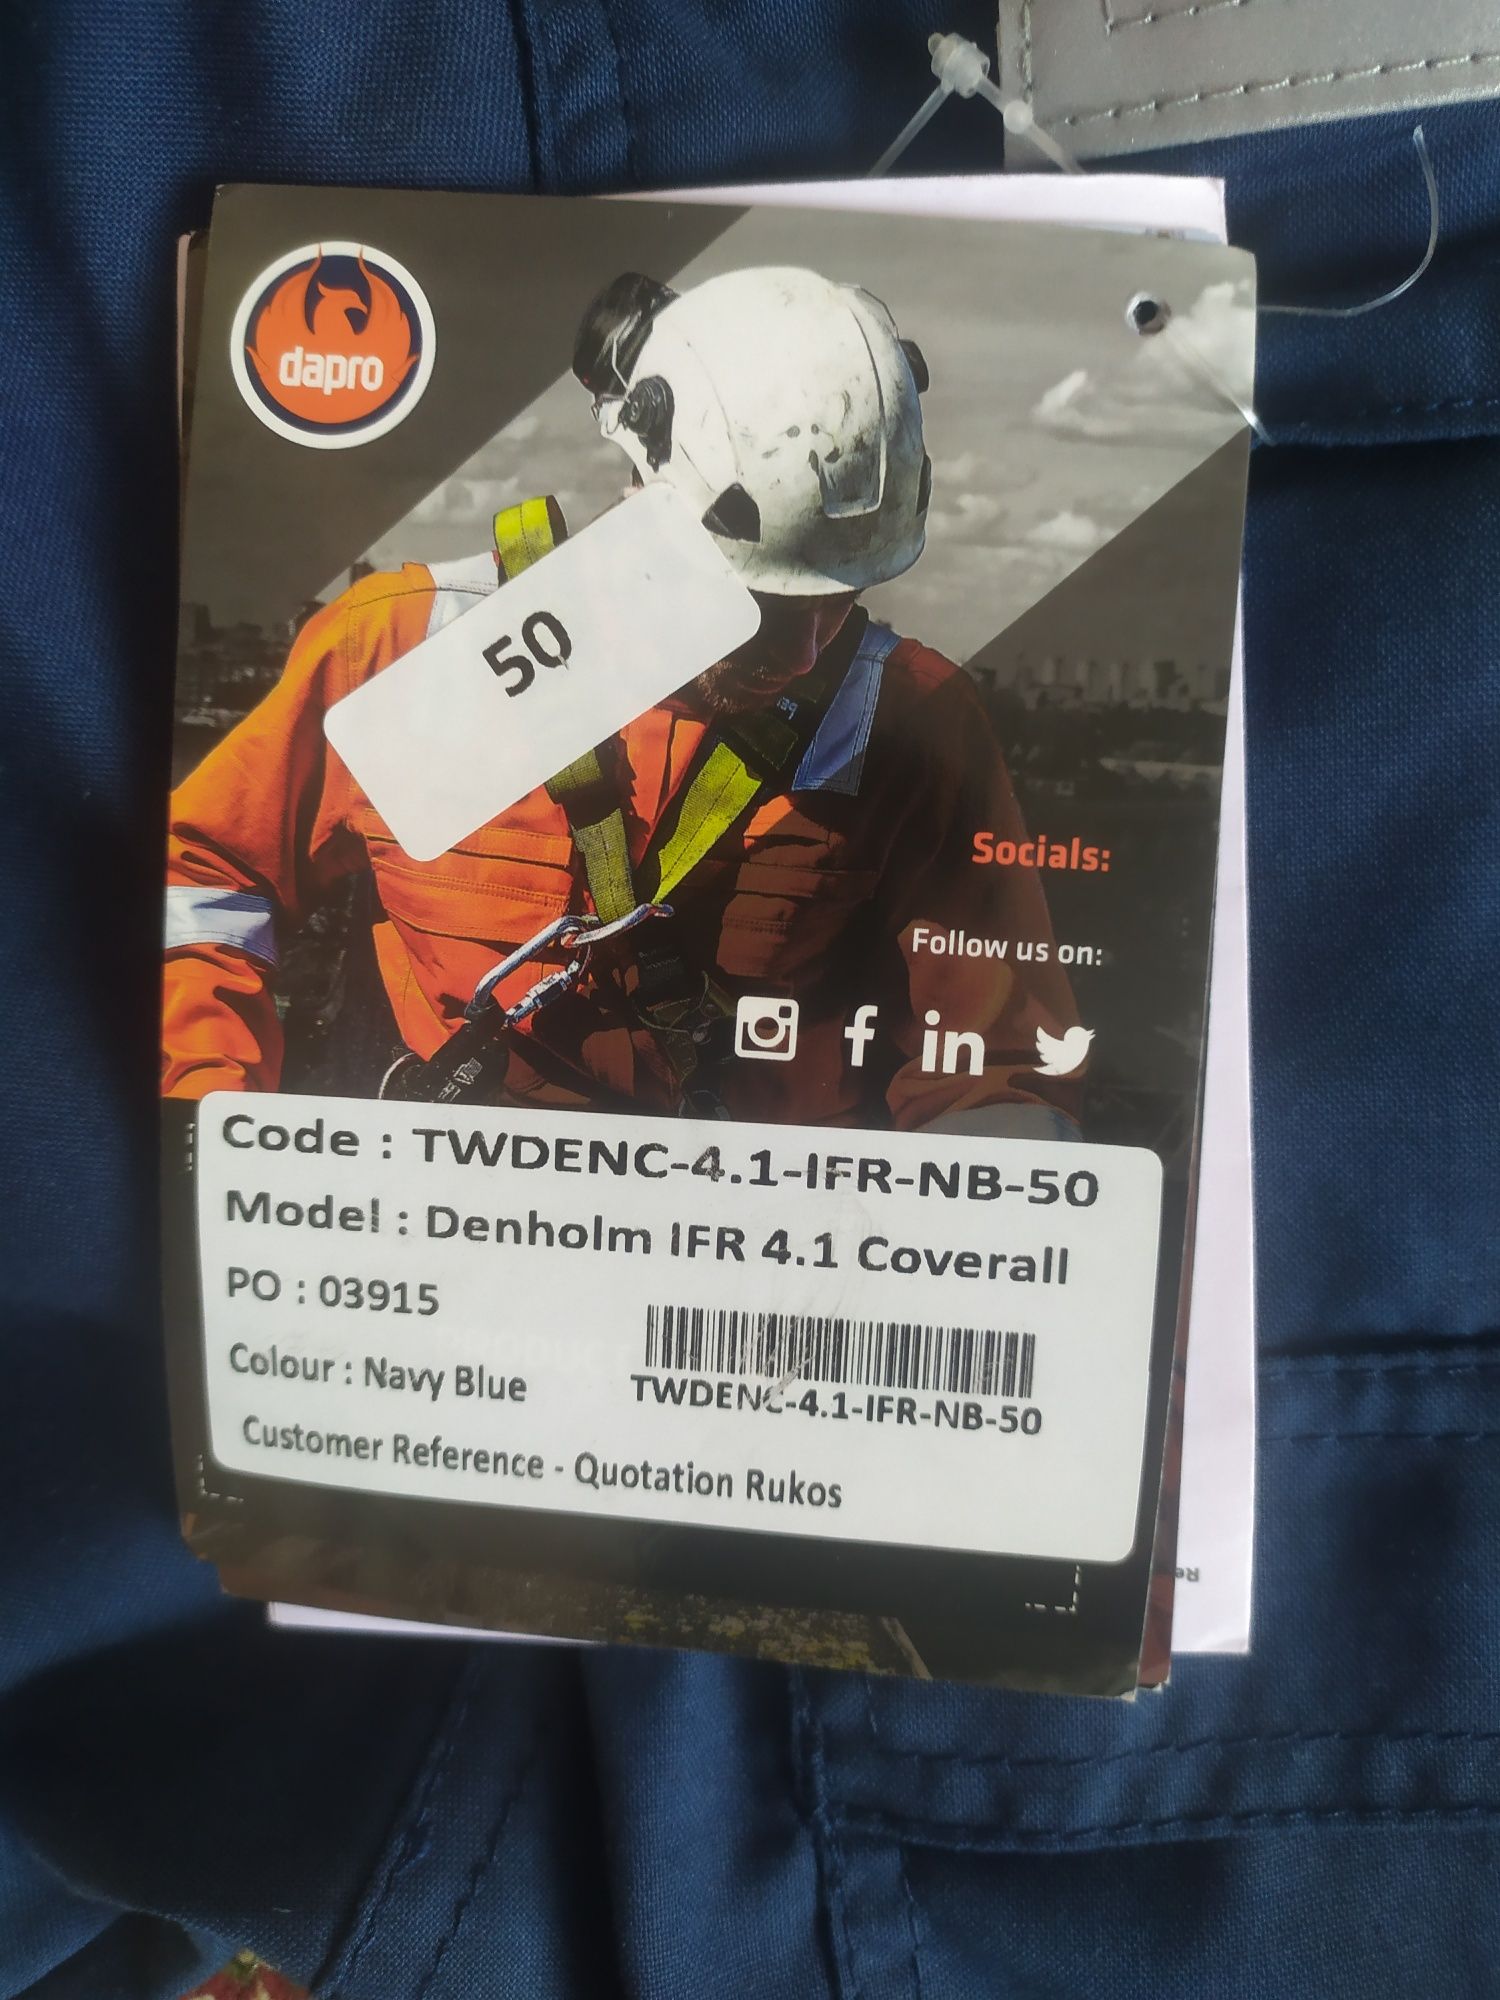 dapro
50
Socials:
Follow us on:
Code : TWDENC-4.1-IFR-NB-50
Model : Denholm IFR 4.1 Coverall
PO : 03915
Colour : Navy Blue
TWDENC-4.1-IFR-NB-50
Customer Reference - Quotation Rukos